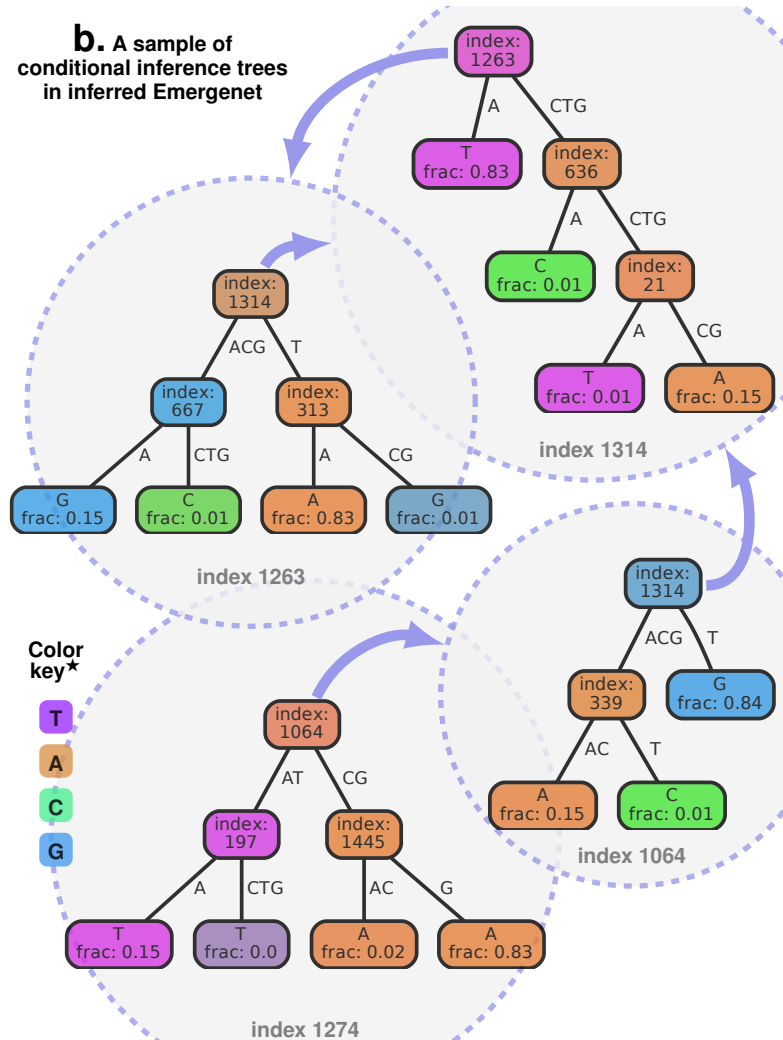 b. A sample of
conditional inference trees
in inferred Emergenet
index:
1263
A
CTG
T
frac: 0.83
index:
636
A
CTG
C
frac: 0.01
index:
21
A
CG
T
frac: 0.01
A
frac: 0.15
index 1314
index:
1314
ACG
T
index:
667
index:
313
A
CTG
A
CG
G
frac: 0.15
C
frac: 0.01
A
frac: 0.83
G
frac: 0.01
index 1263
index:
1314
ACG
T
index:
339
G
frac: 0.84
AC
T
A
frac: 0.15
C
frac: 0.01
index 1064
Color
key★
T
A
C
G
index:
1064
AT
CG
index:
197
index:
1445
A
CTG
AC
G
T
frac: 0.15
T
frac: 0.0
A
frac: 0.02
A
frac: 0.83
index 1274